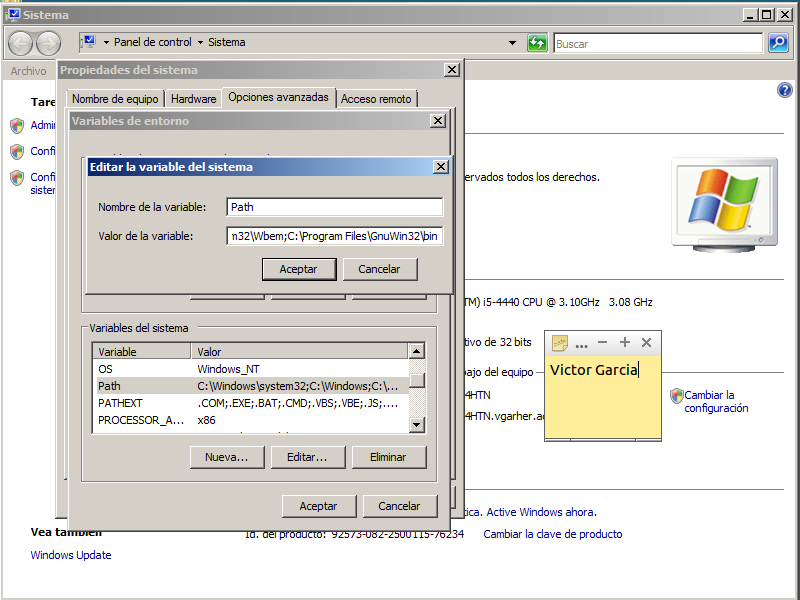 Sistema
Panel de control
Sistema
Buscar
Archivo
Propiedades del sistema
Nombre de equipo
Hardware
Opciones avanzadas
Acceso remoto
Variables de entorno
Editar la variable del sistema
Nombre de la variable:
Path
Valor de la variable:
n32\Wbem;C:\Program Files\GnuWin32\bin
Aceptar
Cancelar
Variables del sistema
Variable
Valor
OS
Windows_NT
Path
C:\Windows\system32;C:\Windows;C:\...
PATHEXT
.COM;.EXE;.BAT;.CMD;.VBS;.VBE;.JS;....
PROCESSOR_A...
x86
Nueva...
Editar...
Eliminar
Aceptar
Cancelar
Tare
Admi
Confi
Confi
sistem
ervados todos los derechos.
TM) i5-4440 CPU @ 3.10GHz 3.08 GHz
tivo de 32 bits
bajo del equipo
4HTN
4HTN.vgarher.a
...
Victor Garcia
Cambiar la
configuración
tica. Active Windows ahora.
Id. del producto: 92573-082-2500115-76234
Cambiar la clave de producto
Vea también
Windows Update